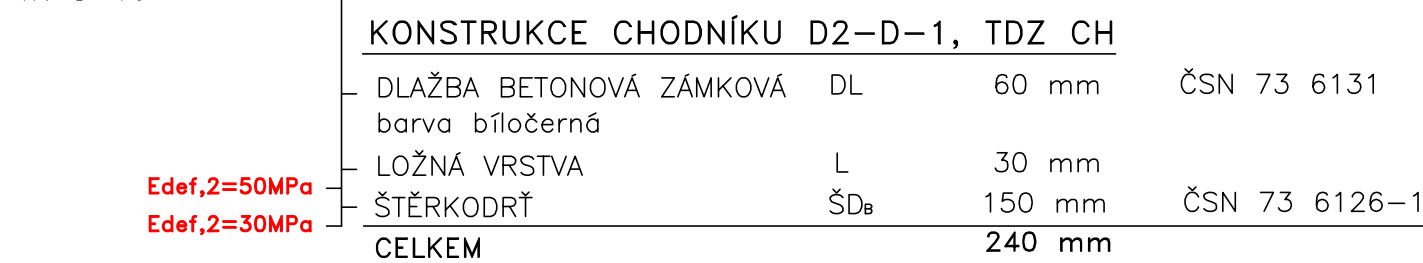 KONSTRUKCE CHODNÍKU D2-D-1, TDZ CH
DLAŽBA BETONOVÁ ZÁMKOVÁ DL 60 mm ČSN 73 6131
barva bíločerná
LOŽNÁ VRSTVA L 30 mm
Edef,2=50MPa
ŠTĚRKODRŤ ŠDB 150 mm ČSN 73 6126-1
Edef,2=30MPa
CELKEM 240 mm